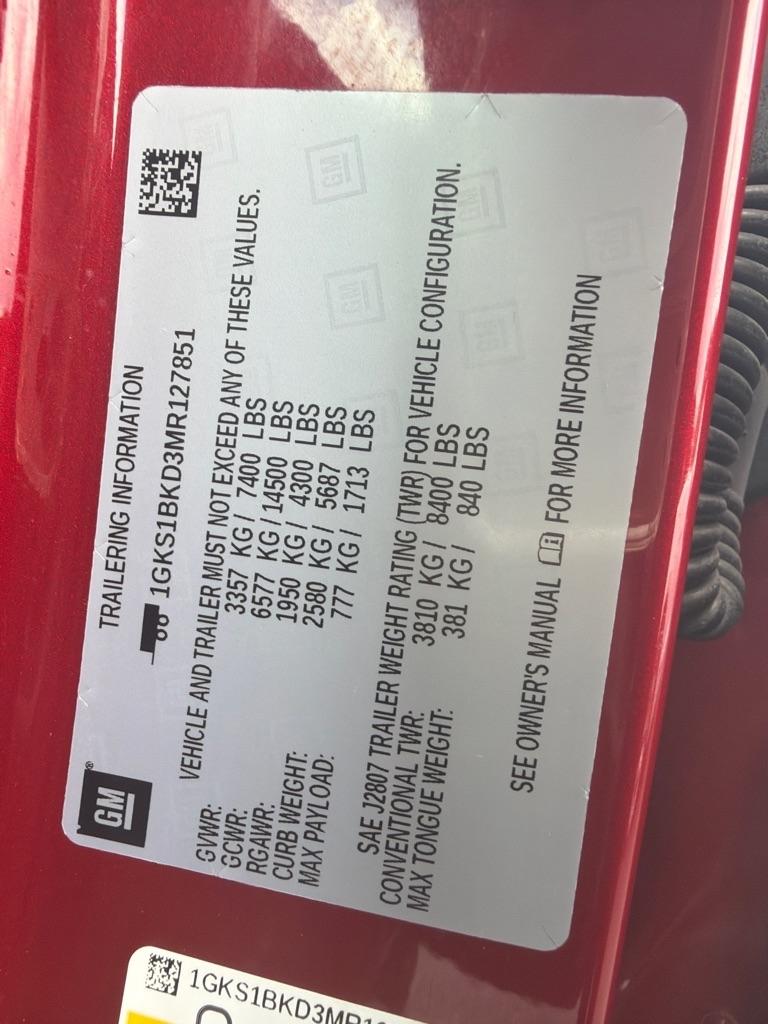 GM
TRAILERING INFORMATION
1GKS1BKD3MR127851
VEHICLE AND TRAILER MUST NOT EXCEED ANY OF THESE VALUES.
GVWR: 3357 KG / 7400 LBS
GCWR: 6577 KG / 14500 LBS
RGAWR: 1950 KG / 4300 LBS
CURB WEIGHT: 2580 KG / 5687 LBS
MAX PAYLOAD: 777 KG / 1713 LBS
SAE J2807 TRAILER WEIGHT RATING (TWR) FOR VEHICLE CONFIGURATION.
CONVENTIONAL TWR: 3810 KG / 8400 LBS
MAX TONGUE WEIGHT: 381 KG / 840 LBS
SEE OWNER'S MANUAL FOR MORE INFORMATION